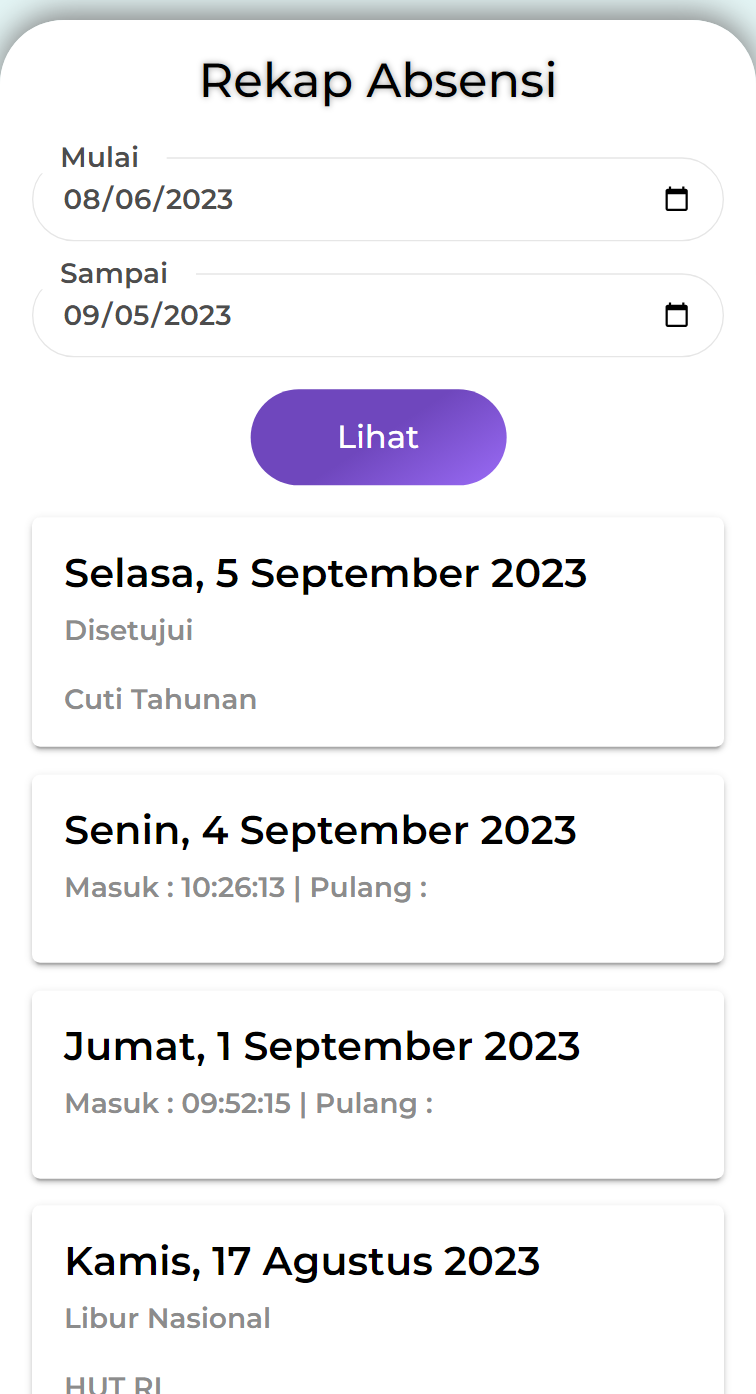 Rekap Absensi
Mulai
08/06/2023
Sampai
09/05/2023
Lihat
Selasa, 5 September 2023
Disetujui
Cuti Tahunan
Senin, 4 September 2023
Masuk : 10:26:13 | Pulang :
Jumat, 1 September 2023
Masuk : 09:52:15 | Pulang :
Kamis, 17 Agustus 2023
Libur Nasional
HUT RI